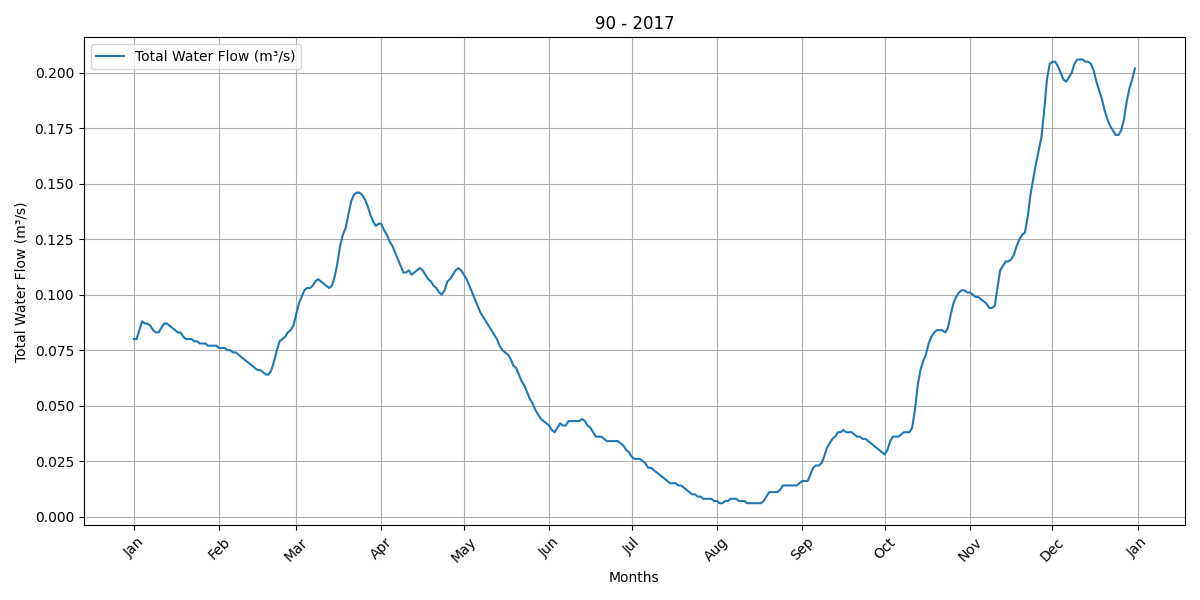 90 - 2017
Total Water Flow (m³/s)
Total Water Flow (m³/s)
0.200
0.175
0.150
0.125
0.100
0.075
0.050
0.025
0.000
Jan Feb Mar Apr May Jun Jul Aug Sep Oct Nov Dec Jan
Months